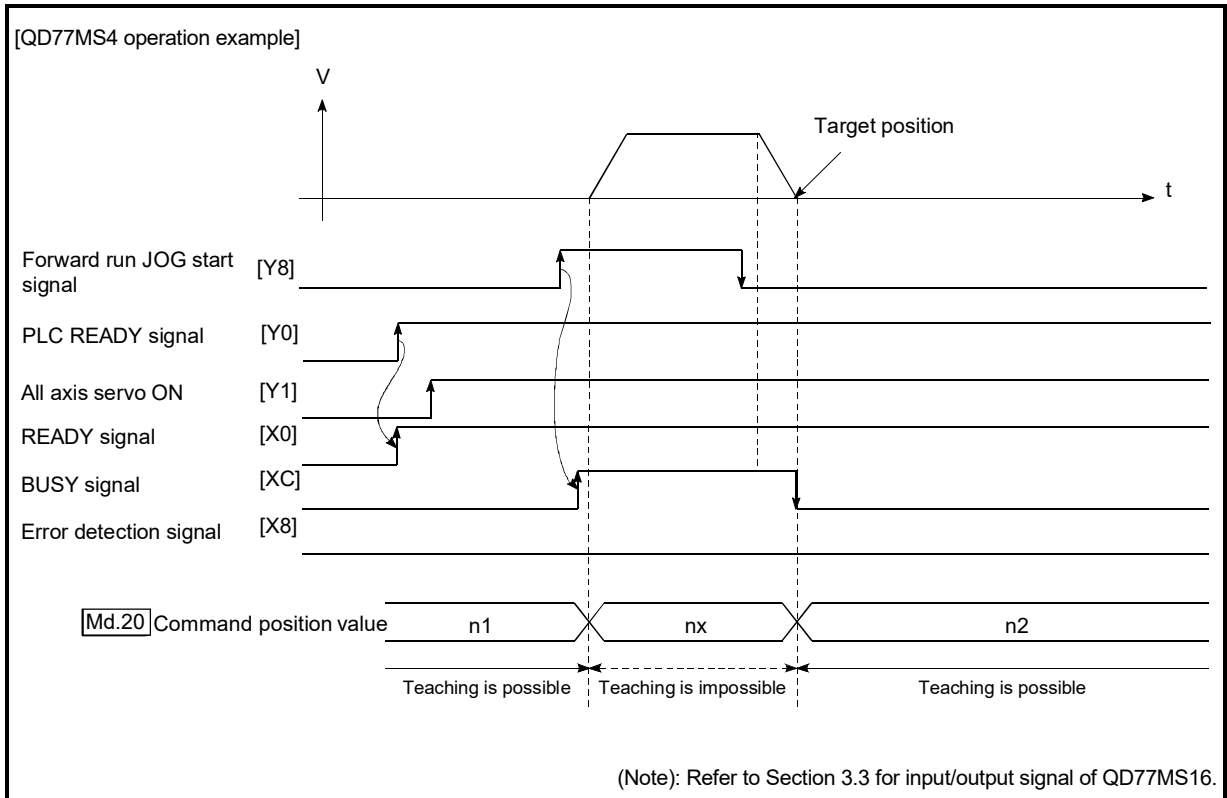 [QD77MS4 operation example]
V
Target position
t
Forward run JOG start
signal
[Y8]
PLC READY signal [Y0]
All axis servo ON [Y1]
READY signal [X0]
BUSY signal [XC]
Error detection signal [X8]
Md.20 Command position value n1 nx n2
Teaching is possible Teaching is impossible Teaching is possible
(Note): Refer to Section 3.3 for input/output signal of QD77MS16.